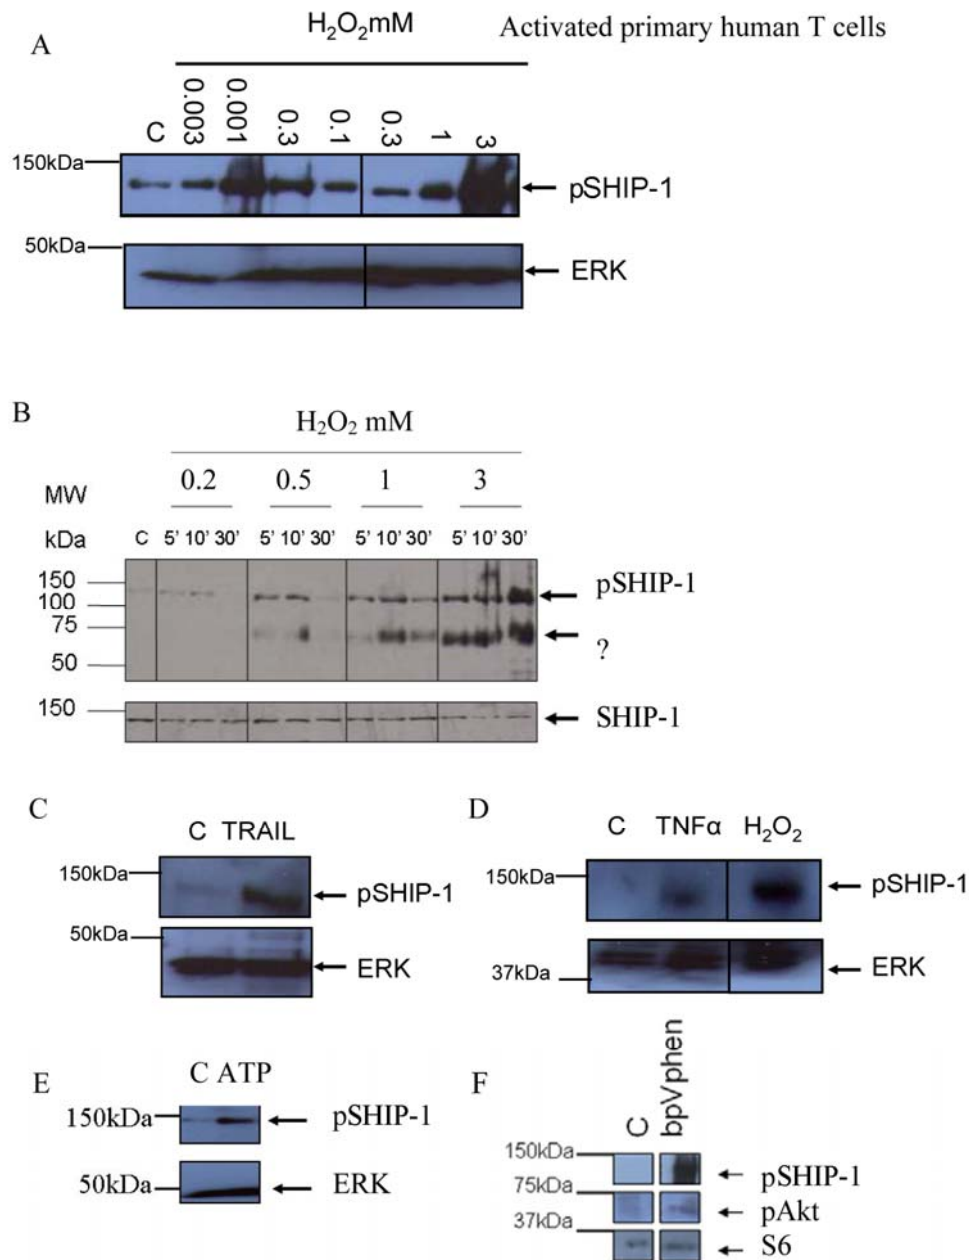 A
H₂O₂mM
Activated primary human T cells
C 0.003 0.001 0.3 0.1 0.3 1 3
150kDa
pSHIP-1
50kDa
ERK
B
H₂O₂ mM
0.2 0.5 1 3
MW
kDa
C 5' 10' 30' 5' 10' 30' 5' 10' 30' 5' 10' 30'
150
100
75
50
pSHIP-1
?
150
SHIP-1
C
C TRAIL
150kDa
pSHIP-1
50kDa
ERK
D
C TNFα H₂O₂
150kDa
pSHIP-1
37kDa
ERK
E
C ATP
150kDa
pSHIP-1
50kDa
ERK
F
C bpVphen
150kDa
pSHIP-1
75kDa
pAkt
37kDa
S6